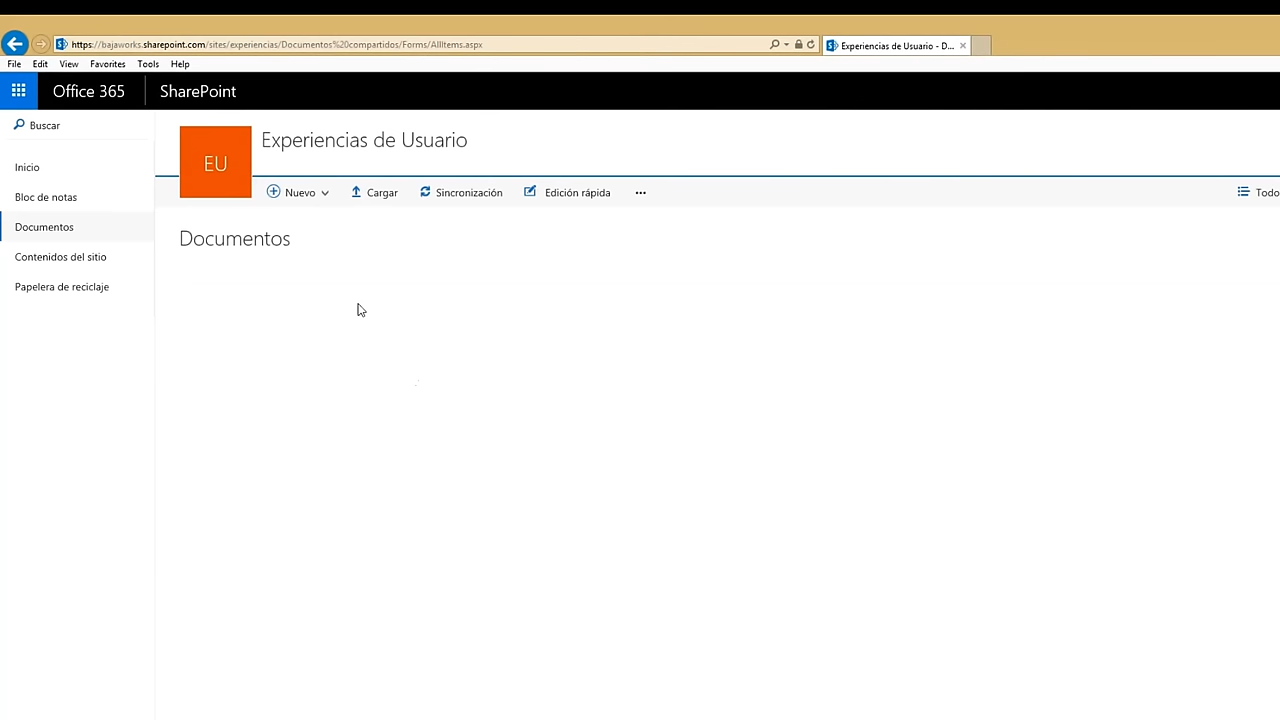 https://bajaworks.sharepoint.com/sites/experiencias/Documentos%20compartidos/Forms/AllItems.aspx
Experiencias de Usuario - D...
File Edit View Favorites Tools Help
Office 365 SharePoint
Buscar
Inicio
Bloc de notas
Documentos
Contenidos del sitio
Papelera de reciclaje
EU
Experiencias de Usuario
Nuevo Cargar Sincronización Edición rápida ... Todo
Documentos